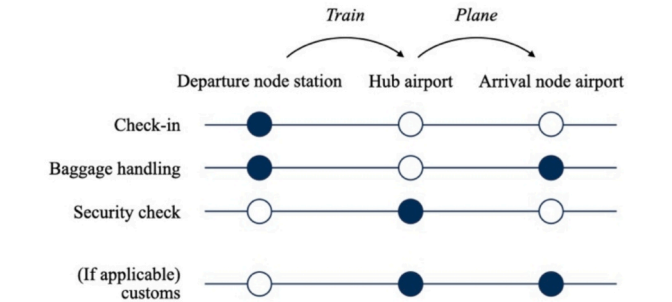 Train Plane
Departure node station Hub airport Arrival node airport
Check-in
Baggage handling
Security check
(If applicable)
customs